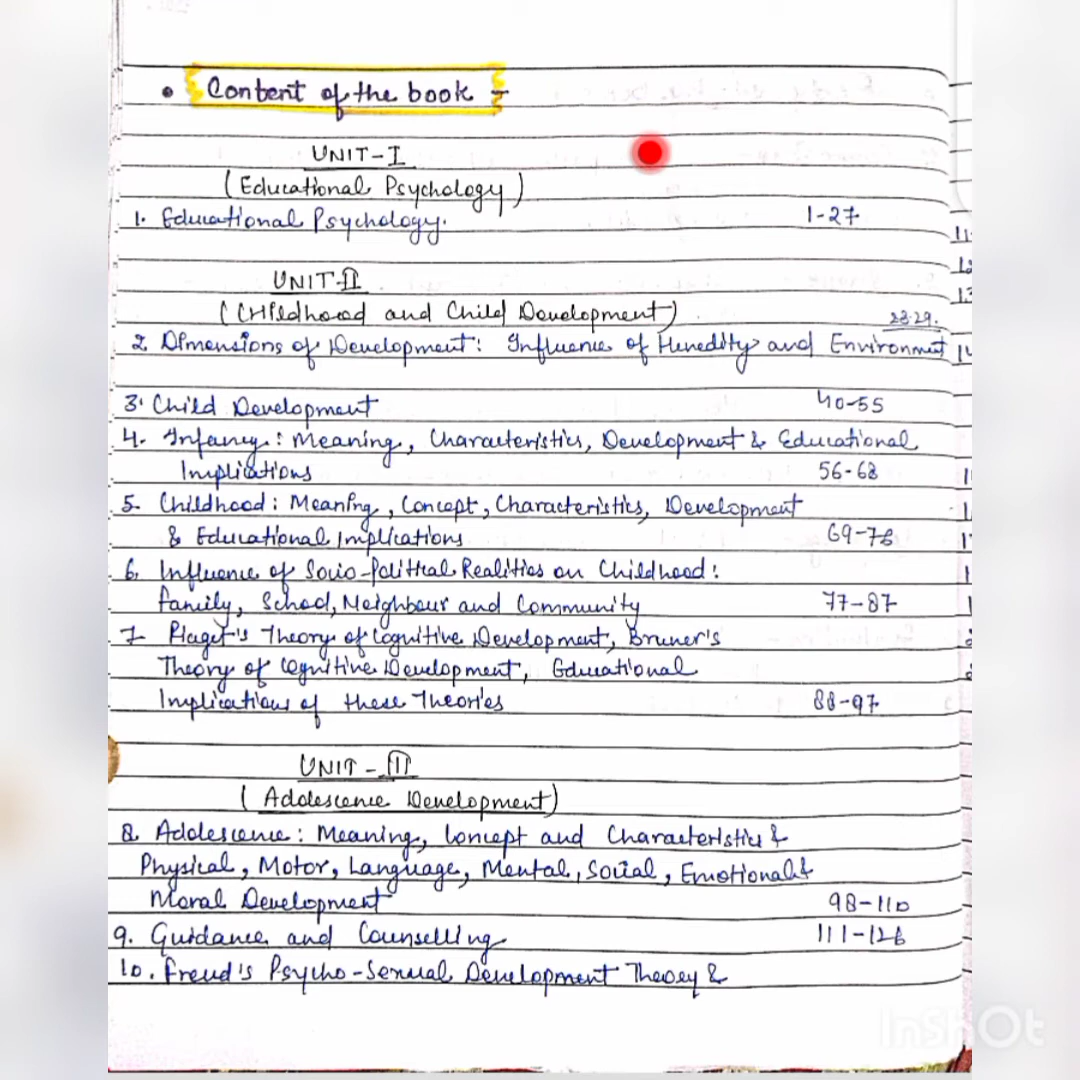 • Content of the book -
UNIT-I
(Educational Psychology)
1. Educational Psychology. 1-27
UNIT-II
(Childhood and Child Development)
28-29.
2. Dimensions of Development: Influence of Heredity and Environment
3. Child Development 40-55
4. Infancy: Meaning, Characteristics, Development & Educational
Implications 56-68
5. Childhood: Meaning, Concept, Characteristics, Development
& Educational Implications 69-76
6. Influence of Socio-Political Realities on Childhood:
family, School, Neighbour and Community 77-87
7. Piaget's Theory of Cognitive Development, Bruner's
Theory of Cognitive Development, Educational
Implications of these Theories 88-97
UNIT-III
(Adolescence Development)
8. Adolescence: Meaning, Concept and Characteristics &
Physical, Motor, Language, Mental, Social, Emotional &
Moral Development 98-110
9. Guidance and Counselling 111-126
10. Freud's Psycho-Sexual Development Theory &
InShOt